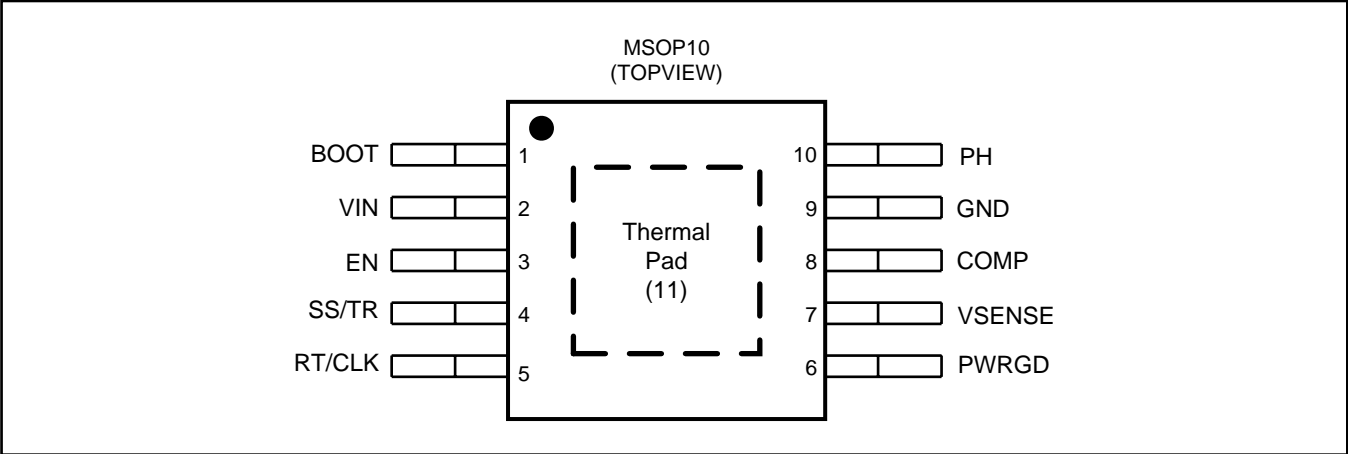 MSOP10
(TOPVIEW)
BOOT 1
VIN 2
EN 3
SS/TR 4
RT/CLK 5
Thermal
Pad
(11)
10 PH
9 GND
8 COMP
7 VSENSE
6 PWRGD